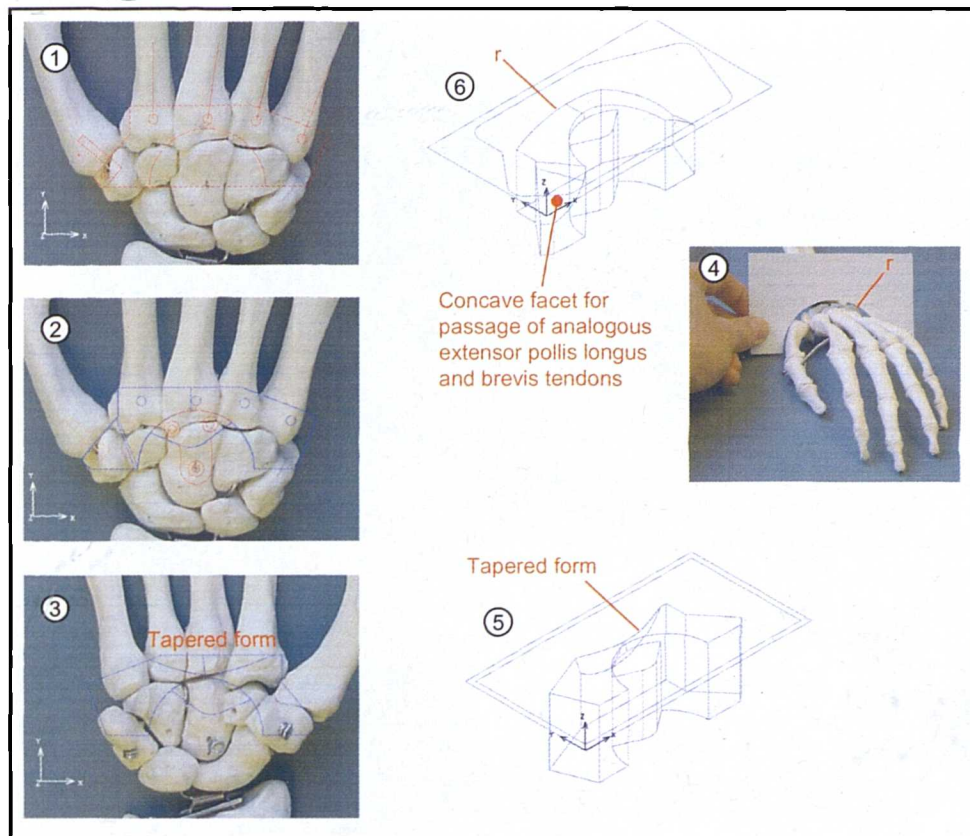 1
r
6
Concave facet for
passage of analogous
extensor pollis longus
and brevis tendons
Y
Z
X
Z
Y
X
2
4
r
Y
Z
X
3
Tapered form
Tapered form
5
Y
Z
X
Z
Y
X